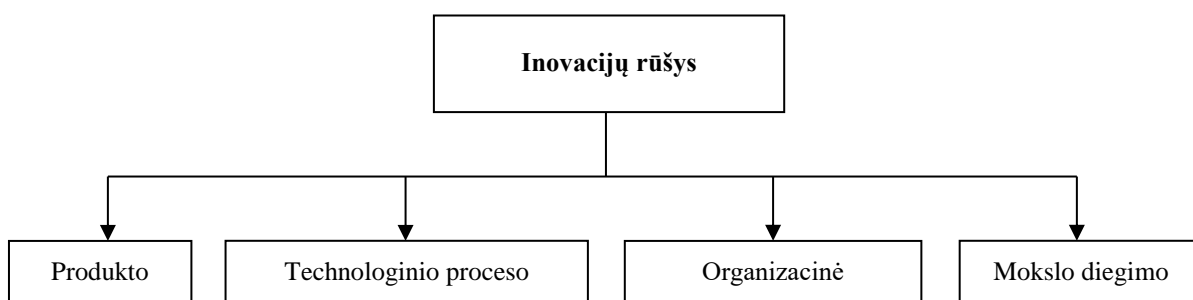 Inovacijų rūšys
Produkto
Technologinio proceso
Organizacinė
Mokslo diegimo